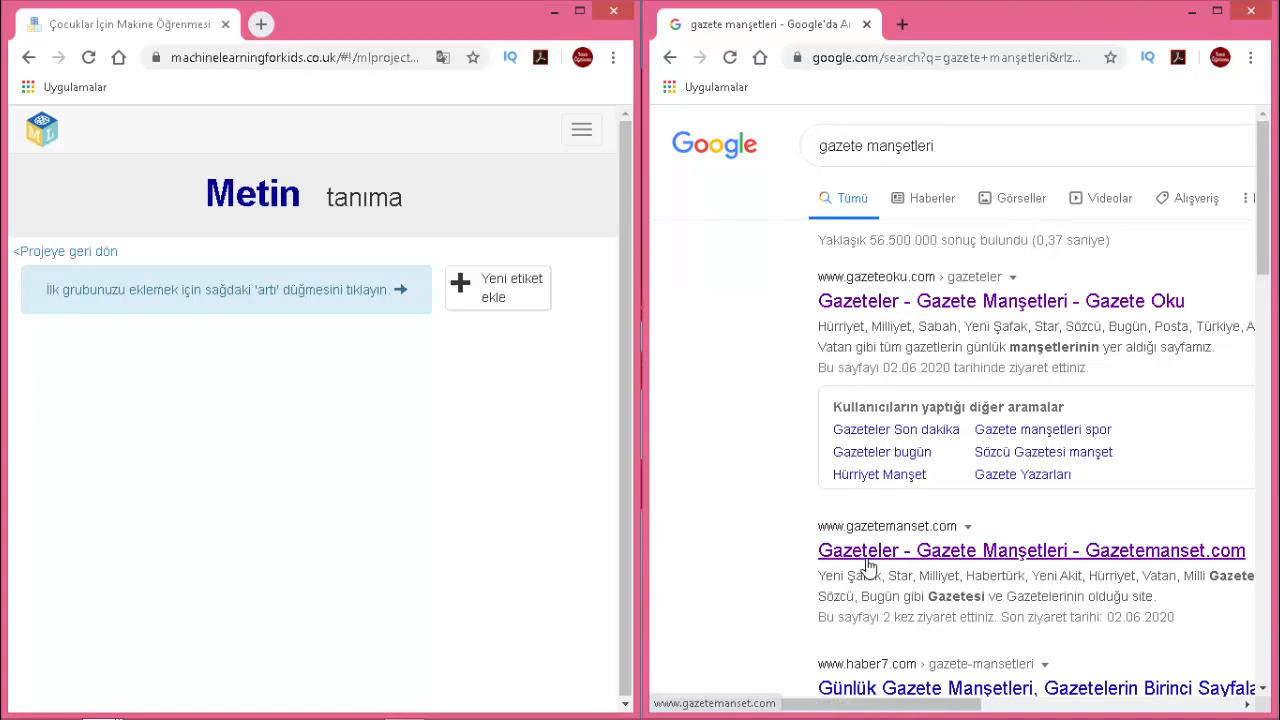 Çocuklar İçin Makine Öğrenmesi
machinelearningforkids.co.uk/#!/mlproject...
Uygulamalar
ML
Metin tanıma
<Projeye geri dön
İlk grubunuzu eklemek için sağdaki 'artı' düğmesini tıklayın.
Yeni etiket
ekle
gazete manşetleri - Google'da Ar
google.com/search?q=gazete+manşetleri&rlz...
Uygulamalar
Google
gazete manşetleri
Tümü
Haberler
Görseller
Videolar
Alışveriş
Yaklaşık 56.500.000 sonuç bulundu (0,37 saniye)
www.gazeteoku.com › gazeteler
Gazeteler - Gazete Manşetleri - Gazete Oku
Hürriyet, Milliyet, Sabah, Yeni Şafak, Star, Sözcü, Bugün, Posta, Türkiye, A
Vatan gibi tüm gazetlerin günlük manşetlerinin yer aldığı sayfamız.
Bu sayfayı 02.06.2020 tarihinde ziyaret ettiniz.
Kullanıcıların yaptığı diğer aramalar
Gazeteler Son dakika
Gazete manşetleri spor
Gazeteler bugün
Sözcü Gazetesi manşet
Hürriyet Manşet
Gazete Yazarları
www.gazetemanset.com
Gazeteler - Gazete Manşetleri - Gazetemanset.com
Yeni Şafak, Star, Milliyet, Habertürk, Yeni Akit, Hürriyet, Vatan, Milli Gazete
Sözcü, Bugün gibi Gazetesi ve Gazetelerinin olduğu site.
Bu sayfayı 2 kez ziyaret ettiniz. Son ziyaret tarihi: 02.06.2020
www.haber7.com › gazete-mansetleri
Günlük Gazete Manşetleri, Gazetelerin Birinci Sayfala
www.gazetemanset.com